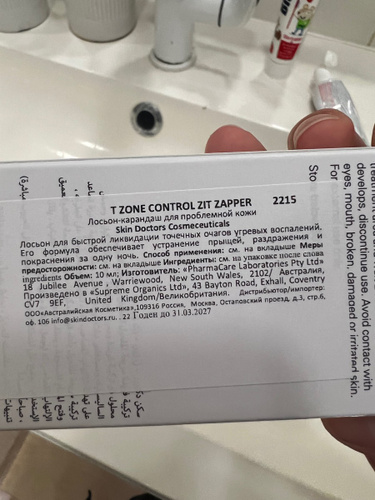 T ZONE CONTROL ZIT ZAPPER 2215
Лосьон-карандаш для проблемной кожи
Skin Doctors Cosmeceuticals
Лосьон для быстрой ликвидации точечных очагов угревых воспалений.
Его формула обеспечивает устранение прыщей, раздражения и
покраснения за одну ночь. Способ применения: см. на вкладыше Меры
предосторожности: см. на вкладыше Ингредиенты: см. на упаковке после слова
ingredients Объем: 10 мл; Изготовитель: «PharmaCare Laboratories Pty Ltd»
18 Jubilee Avenue , Warriewood, New South Wales, 2102/ Австралия,
Произведено в «Supreme Organics Ltd», 43 Bayton Road, Exhall, Coventry
CV7 9EF, United Kingdom/Великобритания. Дистрибьютор/импортер:
ООО«Австралийская Косметика»,109316 Россия, Москва, Остаповский проезд, д.3, стр.6,
оф. 106 info@skindoctors.ru . 22 Годен до 31.03.2027
develops, discontinue use. Avoid contact with
eyes, mouth, broken, damaged or irritated skin.
For
Sto